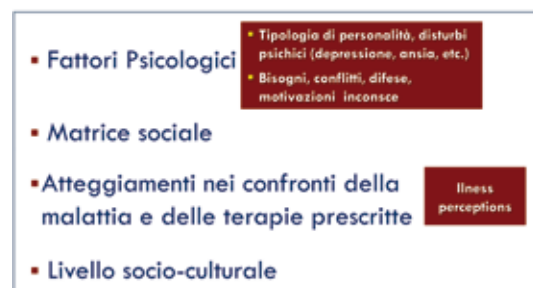 ▪ Fattori Psicologici
▪ Tipologia di personalità, disturbi
psichici (depressione, ansia, etc.)
▪ Bisogni, conflitti, difese,
motivazioni inconsce
▪ Matrice sociale
▪ Atteggiamenti nei confronti della
malattia e delle terapie prescritte
Ilness
perceptions
▪ Livello socio-culturale